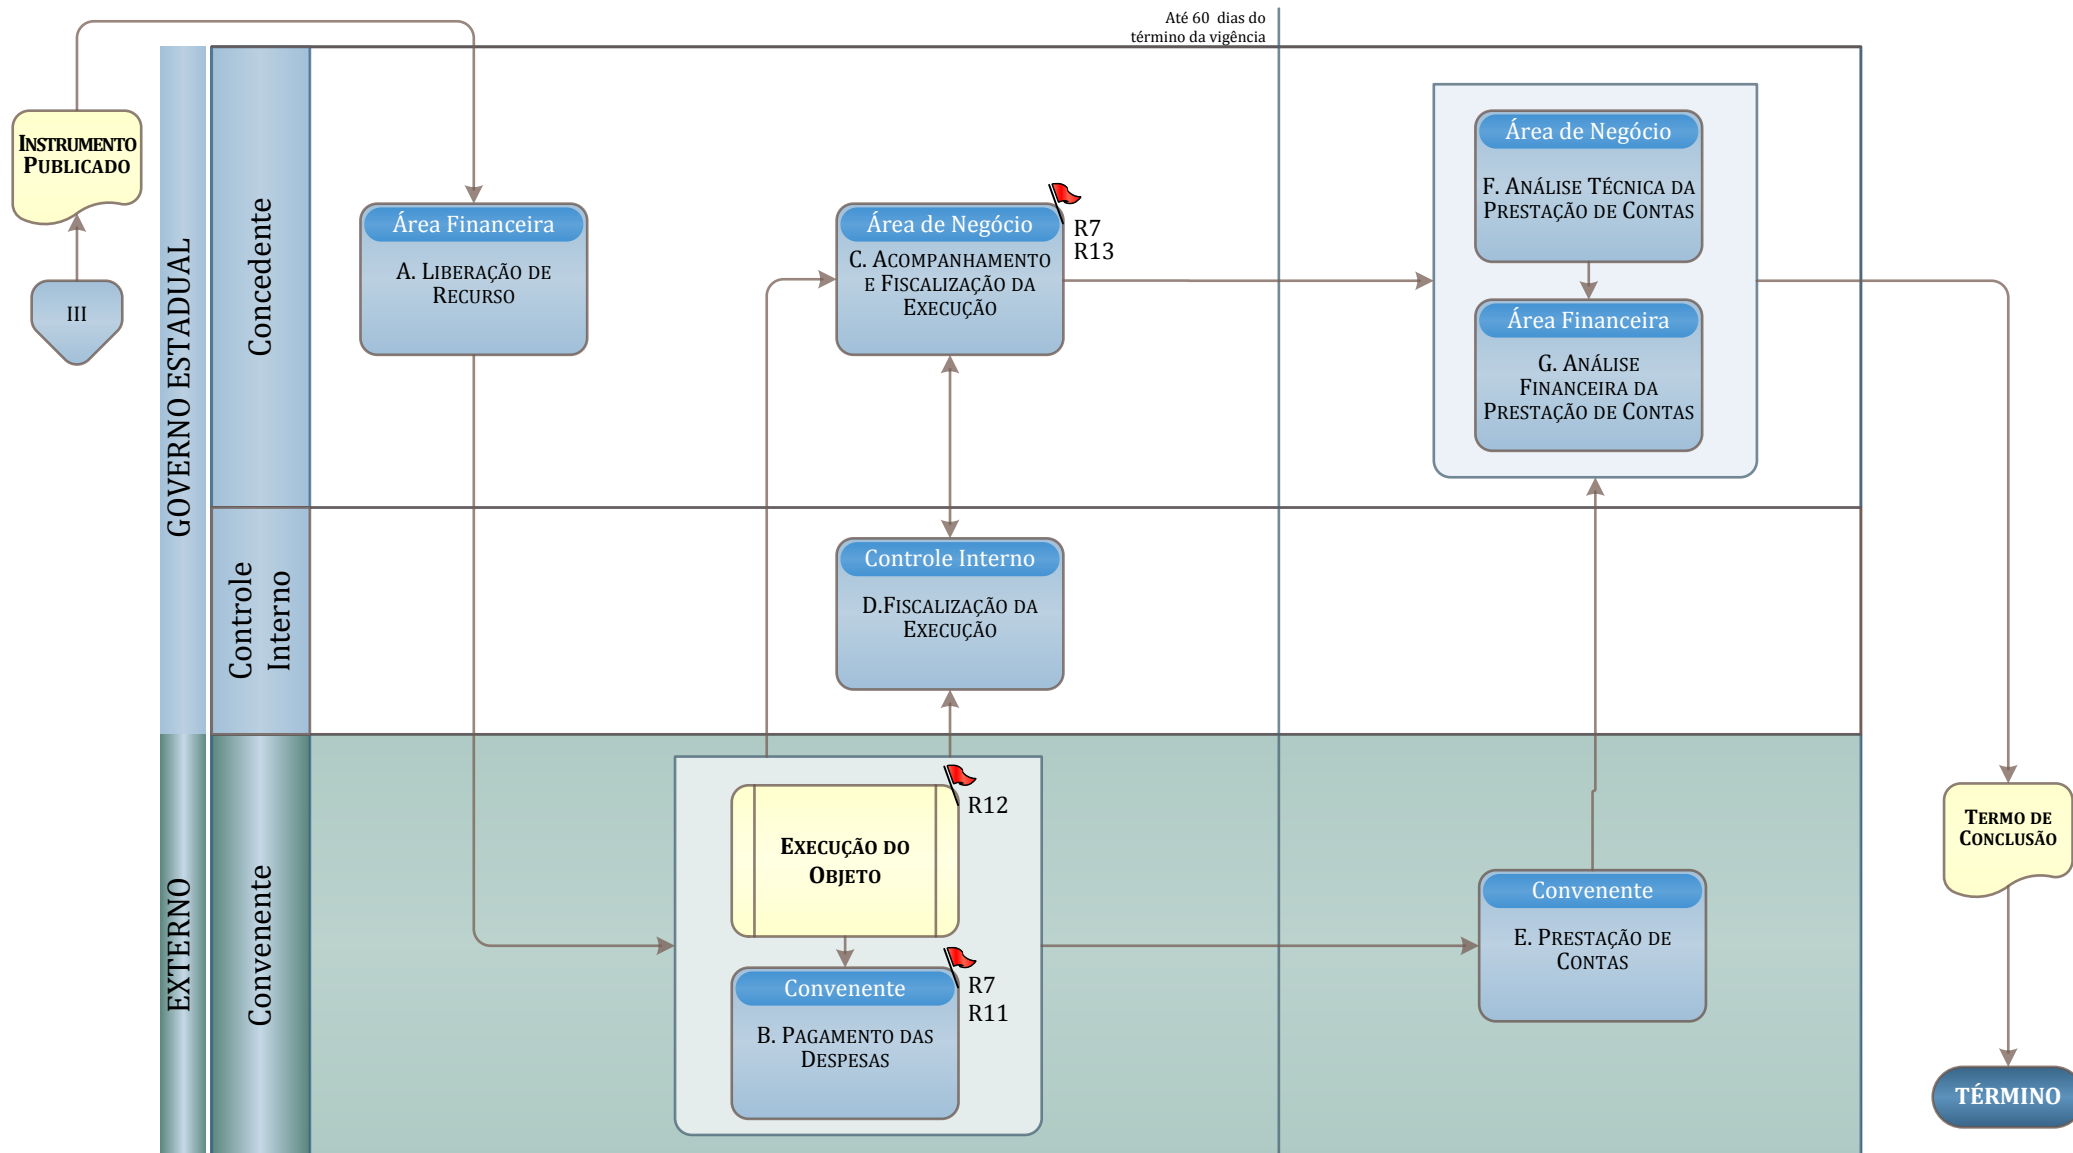 Até 60 dias do
término da vigência
INSTRUMENTO
PUBLICADO
III
GOVERNO ESTADUAL
Concedente
Área Financeira
A. LIBERAÇÃO DE
RECURSO
Área de Negócio
C. ACOMPANHAMENTO
E FISCALIZAÇÃO DA
EXECUÇÃO
R7
R13
Área de Negócio
F. ANÁLISE TÉCNICA DA
PRESTAÇÃO DE CONTAS
Área Financeira
G. ANÁLISE
FINANCEIRA DA
PRESTAÇÃO DE CONTAS
Controle
Interno
Controle Interno
D.FISCALIZAÇÃO DA
EXECUÇÃO
EXTERNO
Convenente
EXECUÇÃO DO
OBJETO
R12
Convenente
B. PAGAMENTO DAS
DESPESAS
R7
R11
Convenente
E. PRESTAÇÃO DE
CONTAS
TERMO DE
CONCLUSÃO
TÉRMINO